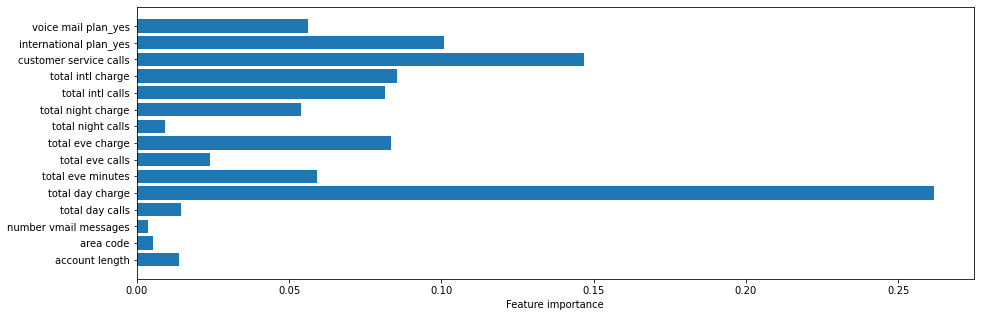 voice mail plan_yes
international plan_yes
customer service calls
total intl charge
total intl calls
total night charge
total night calls
total eve charge
total eve calls
total eve minutes
total day charge
total day calls
number vmail messages
area code
account length
0.00 0.05 0.10 0.15 0.20 0.25
Feature importance